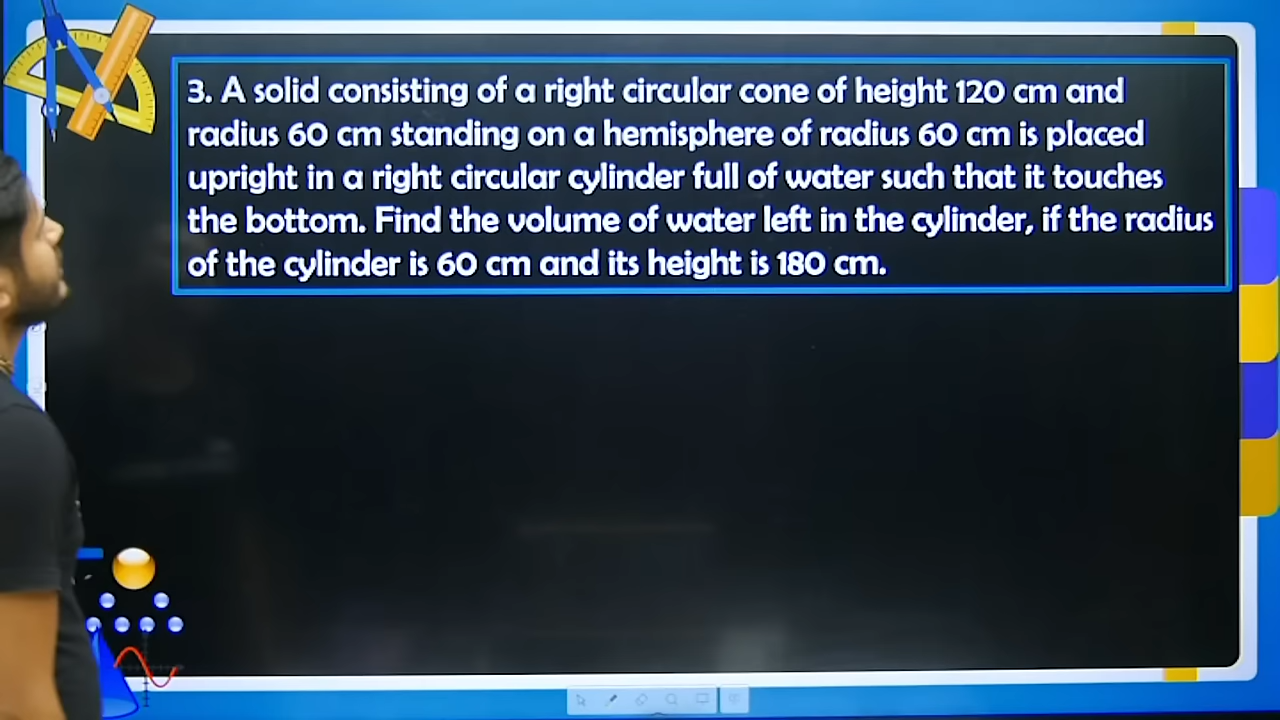 3. A solid consisting of a right circular cone of height 120 cm and
radius 60 cm standing on a hemisphere of radius 60 cm is placed
upright in a right circular cylinder full of water such that it touches
the bottom. Find the volume of water left in the cylinder, if the radius
of the cylinder is 60 cm and its height is 180 cm.